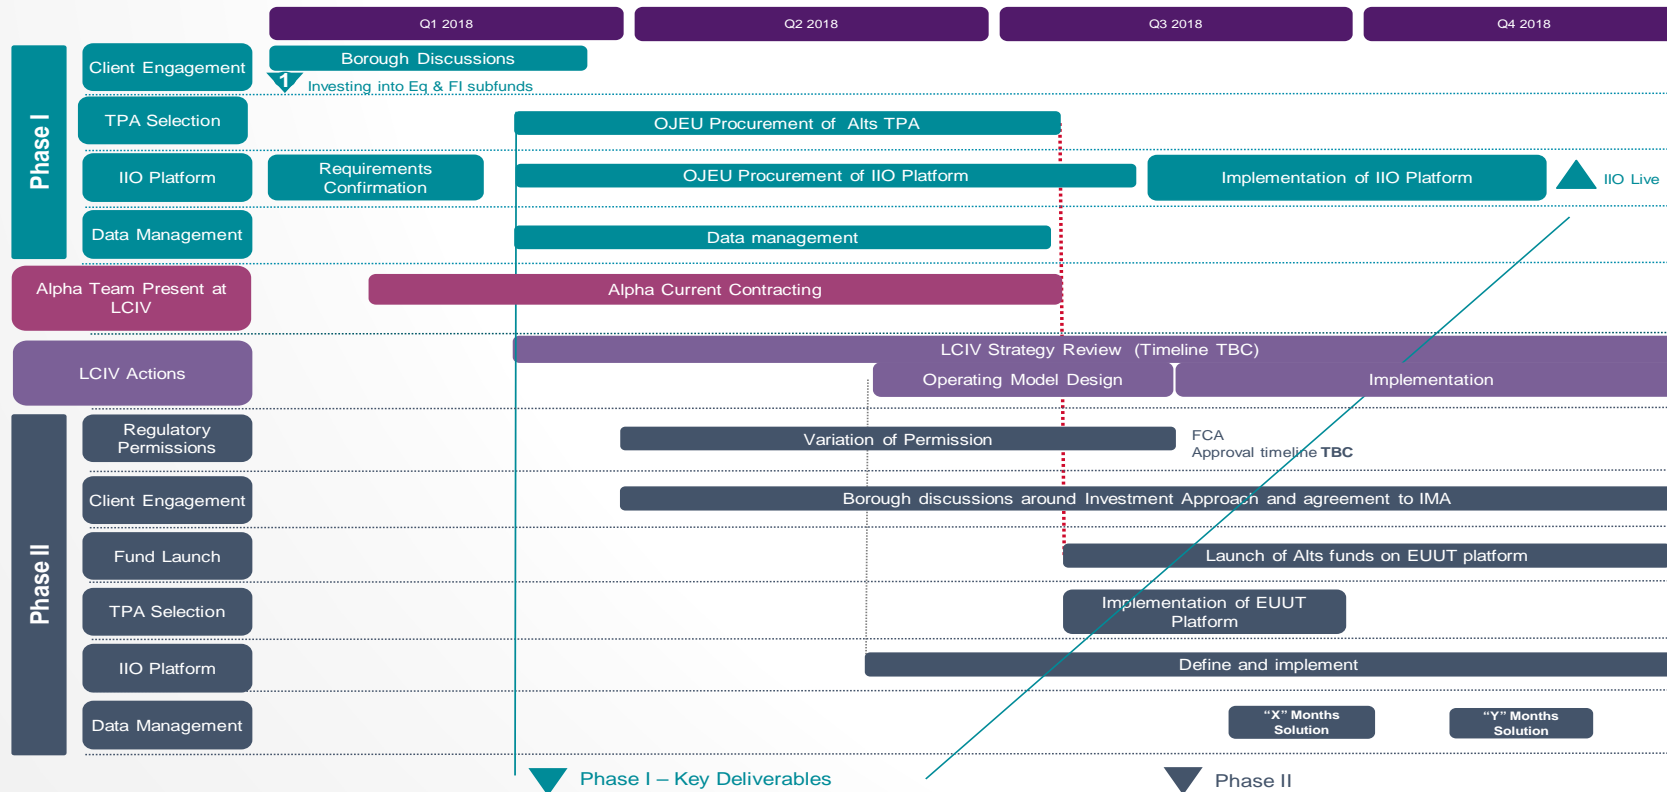 Q1 2018
Q2 2018
Q3 2018
Q4 2018
Phase I
Client Engagement
Borough Discussions
1
Investing into Eq & FI subfunds
TPA Selection
OJEU Procurement of Alts TPA
IIO Platform
Requirements
Confirmation
OJEU Procurement of IIO Platform
Implementation of IIO Platform
IIO Live
Data Management
Data management
Alpha Team Present at
LCIV
Alpha Current Contracting
LCIV Actions
LCIV Strategy Review (Timeline TBC)
Operating Model Design
Implementation
Phase II
Regulatory
Permissions
Variation of Permission
FCA
Approval timeline TBC
Client Engagement
Borough discussions around Investment Approach and agreement to IMA
Fund Launch
Launch of Alts funds on EUUT platform
TPA Selection
Implementation of EUUT
Platform
IIO Platform
Define and implement
Data Management
“X” Months
Solution
“Y” Months
Solution
Phase I – Key Deliverables
Phase II